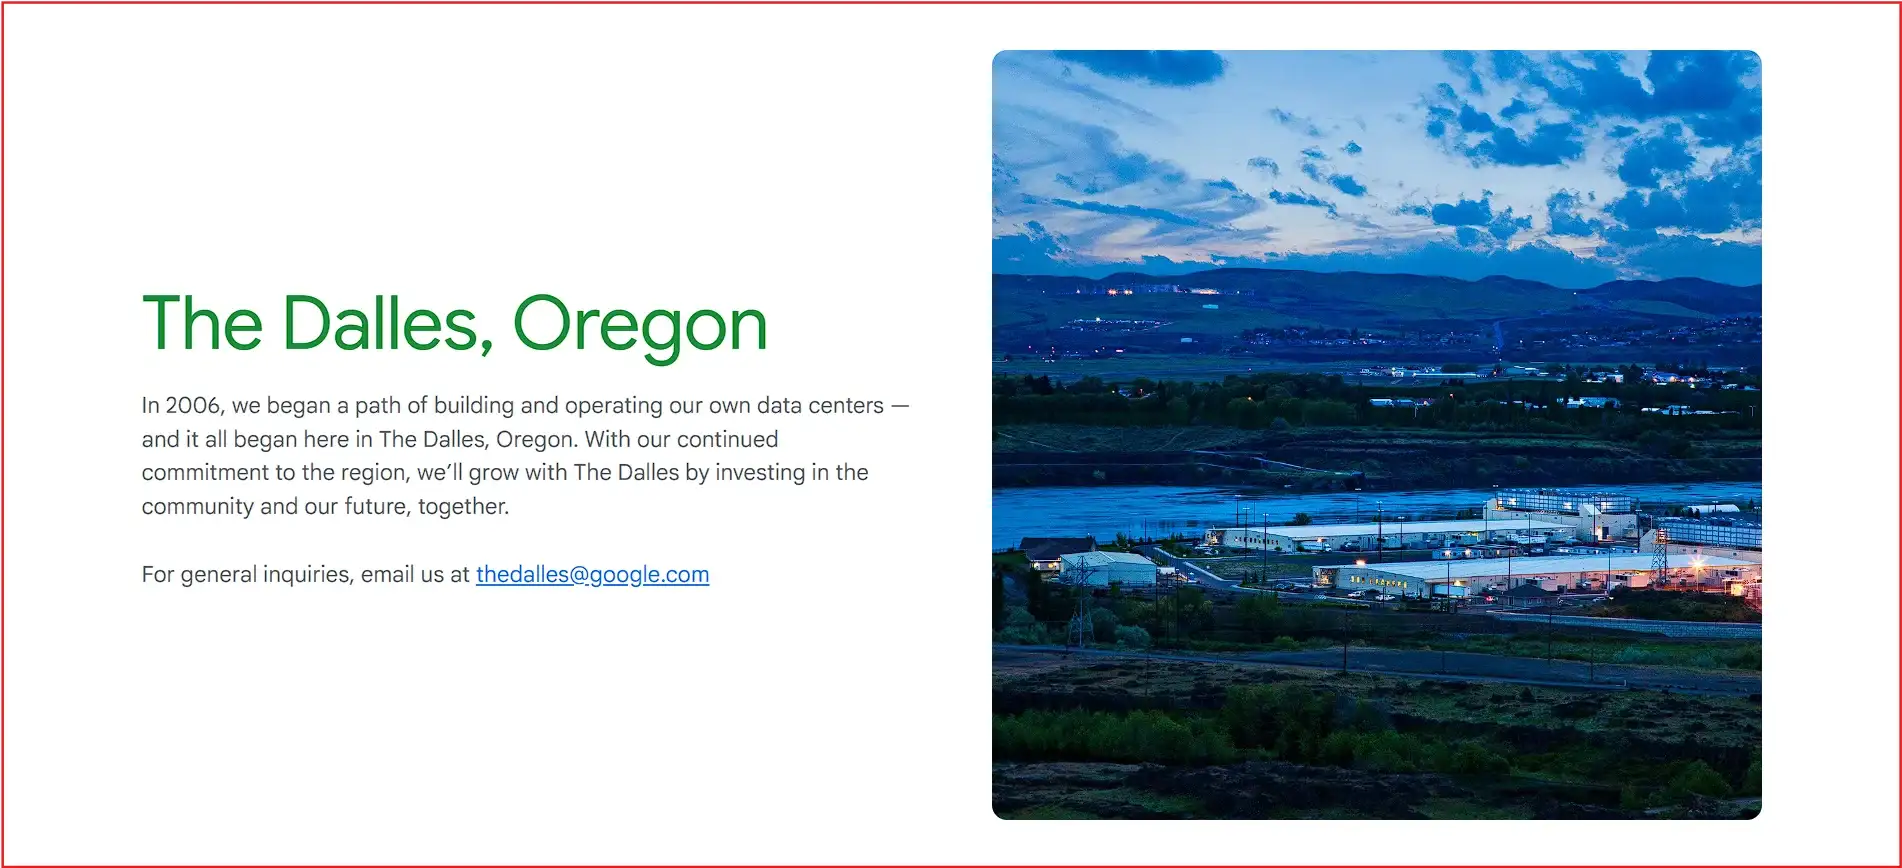 The Dalles, Oregon
In 2006, we began a path of building and operating our own data centers —
and it all began here in The Dalles, Oregon. With our continued
commitment to the region, we’ll grow with The Dalles by investing in the
community and our future, together.
For general inquiries, email us at thedalles@google.com